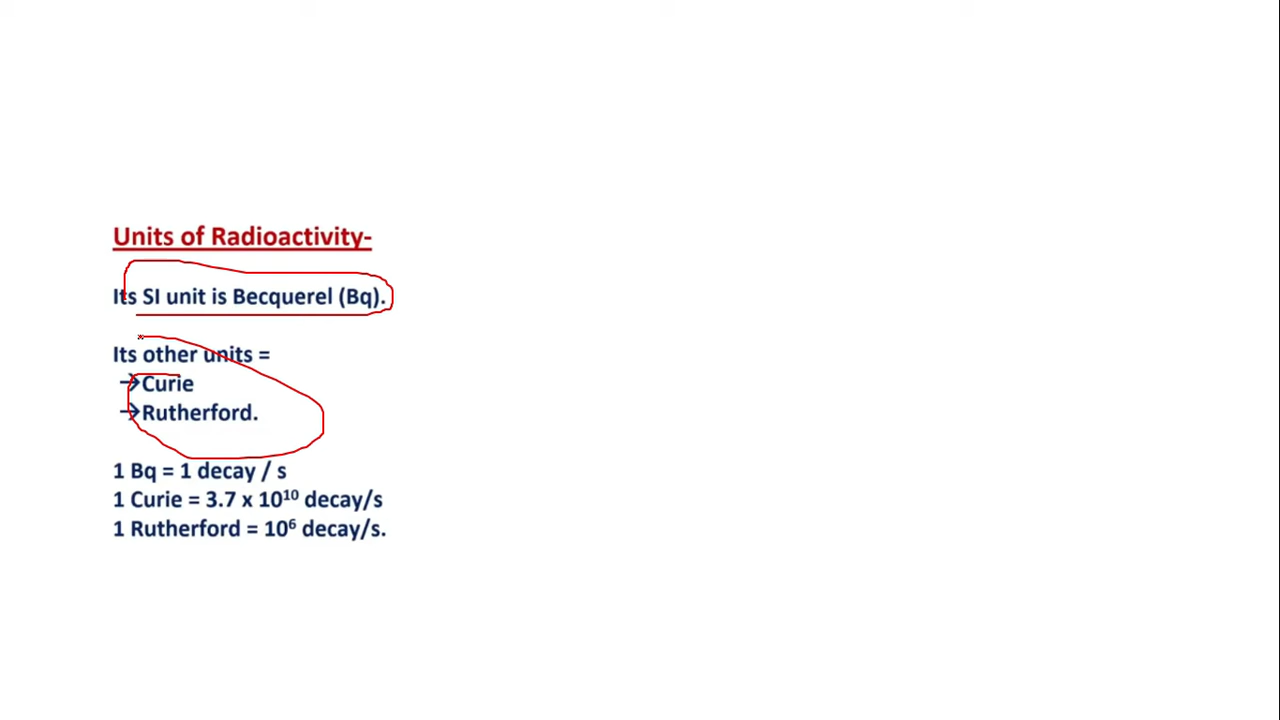 Units of Radioactivity-
Its SI unit is Becquerel (Bq).
Its other units =
→Curie
→Rutherford.
1 Bq = 1 decay / s
1 Curie = 3.7 x 10¹⁰ decay/s
1 Rutherford = 10⁶ decay/s.